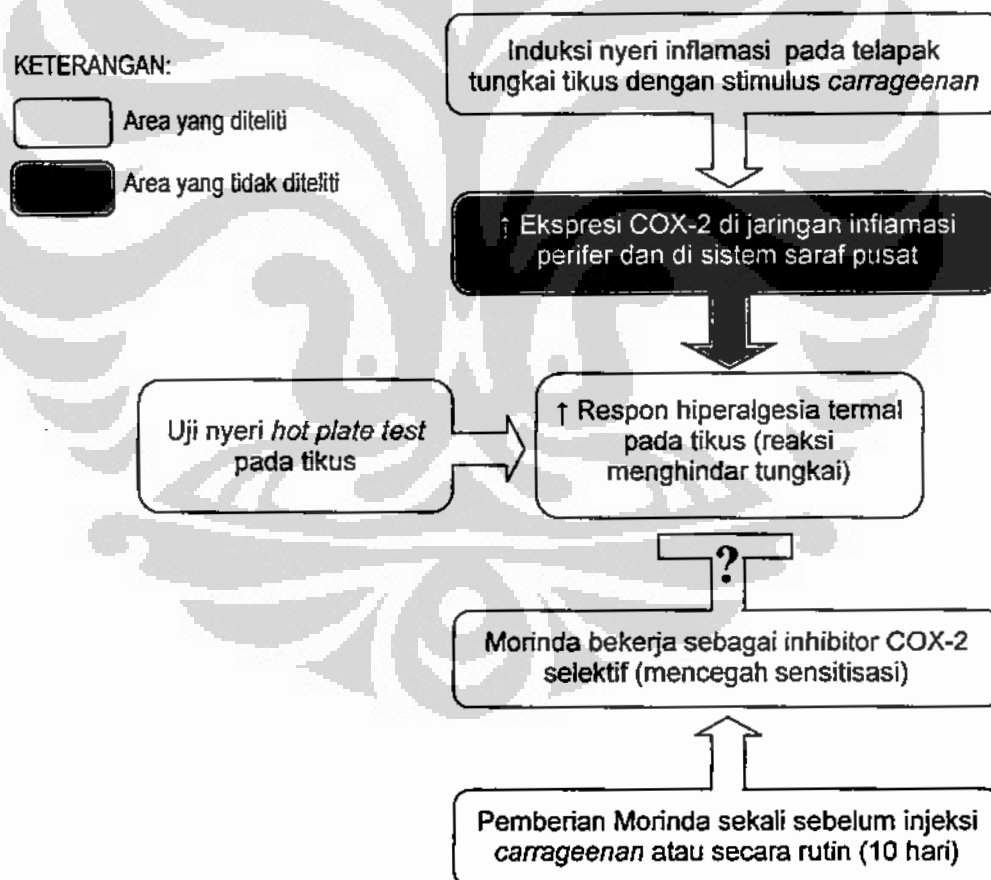 KETERANGAN:
Area yang diteliti
Area yang tidak diteliti
Induksi nyeri inflamasi pada telapak
tungkai tikus dengan stimulus carrageenan
↑ Ekspresi COX-2 di jaringan inflamasi
perifer dan di sistem saraf pusat
Uji nyeri hot plate test
pada tikus
↑ Respon hiperalgesia termal
pada tikus (reaksi
menghindar tungkai)
?
Morinda bekerja sebagai inhibitor COX-2
selektif (mencegah sensitisasi)
Pemberian Morinda sekali sebelum injeksi
carrageenan atau secara rutin (10 hari)